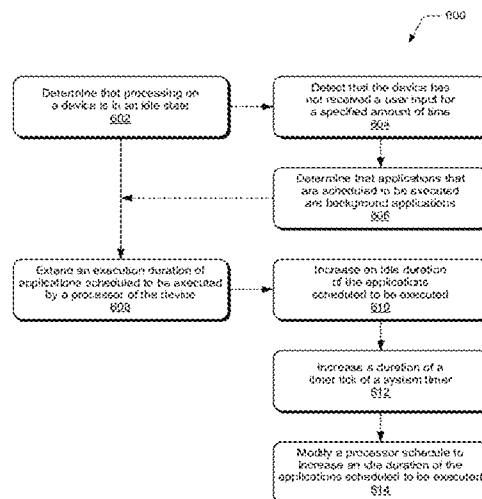 600
Determine that processing on
a device is in an idle state
602
Detect that the device has
not received a user input for
a specified amount of time
604
Determine that applications that
are scheduled to be executed
are background applications
606
Extend an execution duration of
applications scheduled to be executed
by a processor of the device
608
Increase an idle duration
of the applications
scheduled to be executed
610
Increase a duration of a
timer tick of a system timer
612
Modify a processor schedule to
increase an idle duration of the
applications scheduled to be executed
614